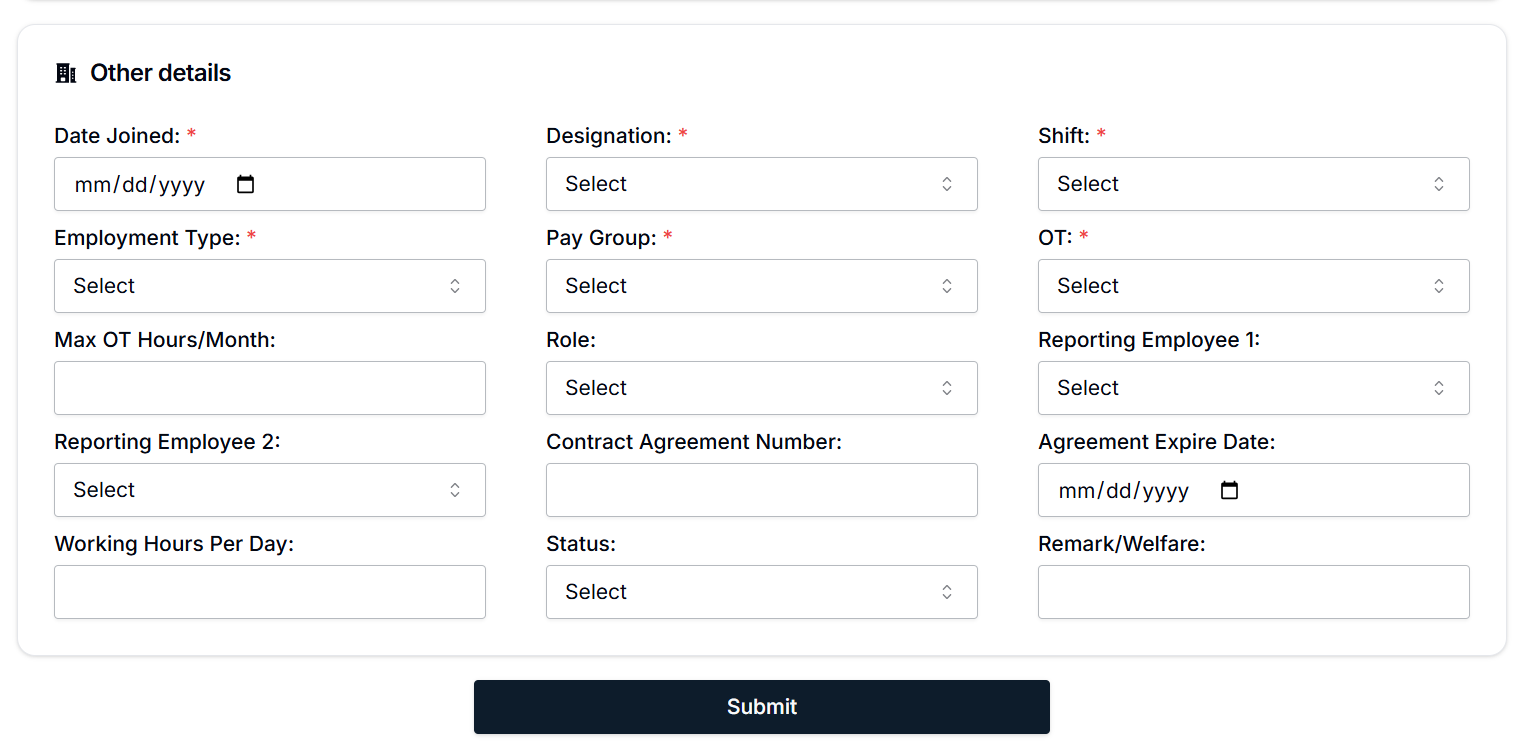 Other details
Date Joined: * Designation: * Shift: *
mm/dd/yyyy Select Select
Employment Type: * Pay Group: * OT: *
Select Select Select
Max OT Hours/Month: Role: Reporting Employee 1:
Select Select
Reporting Employee 2: Contract Agreement Number: Agreement Expire Date:
Select mm/dd/yyyy
Working Hours Per Day: Status: Remark/Welfare:
Select
Submit